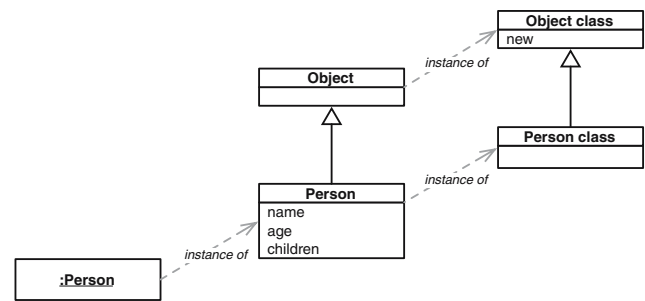 Object class
new
instance of
Object
Person class
instance of
Person
name
age
children
instance of
:Person